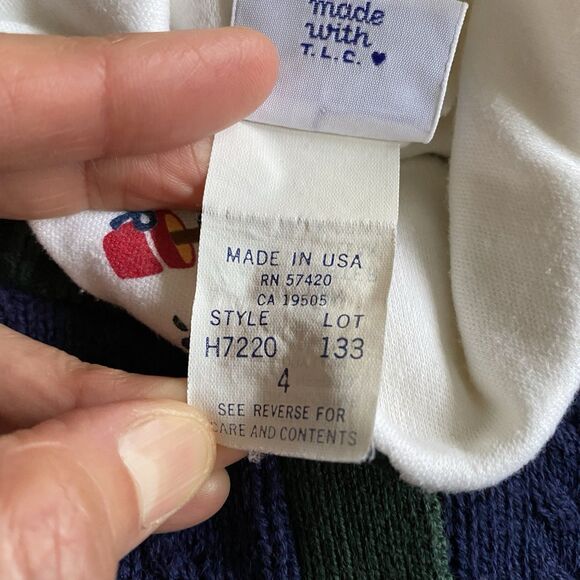 made
with
T.L.C. ♥
MADE IN USA
RN 57420
CA 19505
STYLE LOT
H7220 133
4
SEE REVERSE FOR
CARE AND CONTENTS